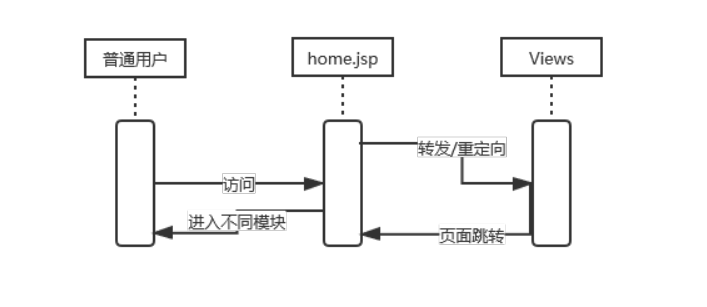 普通用户
home.jsp
Views
转发/重定向
访问
进入不同模块
页面跳转